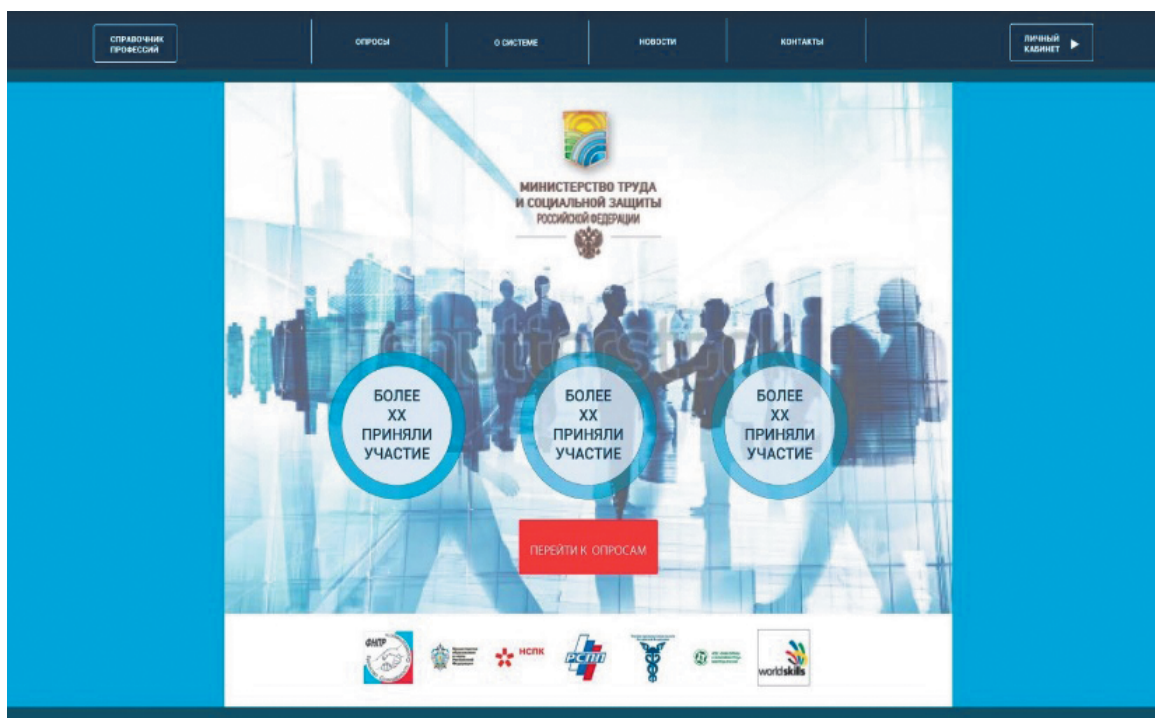 СПРАВОЧНИК
ПРОФЕССИЙ
ОПРОСЫ
О СИСТЕМЕ
НОВОСТИ
КОНТАКТЫ
ЛИЧНЫЙ
КАБИНЕТ
МИНИСТЕРСТВО ТРУДА
И СОЦИАЛЬНОЙ ЗАЩИТЫ
РОССИЙСКОЙ ФЕДЕРАЦИИ
shutterstock
БОЛЕЕ
XX
ПРИНЯЛИ
УЧАСТИЕ
БОЛЕЕ
XX
ПРИНЯЛИ
УЧАСТИЕ
БОЛЕЕ
XX
ПРИНЯЛИ
УЧАСТИЕ
ПЕРЕЙТИ К ОПРОСАМ
ФНПР
НСПК
РСПП
worldskills